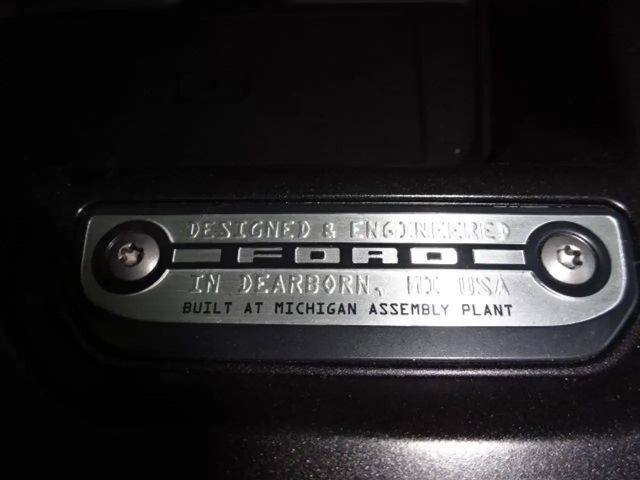 DESIGNED & ENGINEERED
FORD
IN DEARBORN, MI USA
BUILT AT MICHIGAN ASSEMBLY PLANT